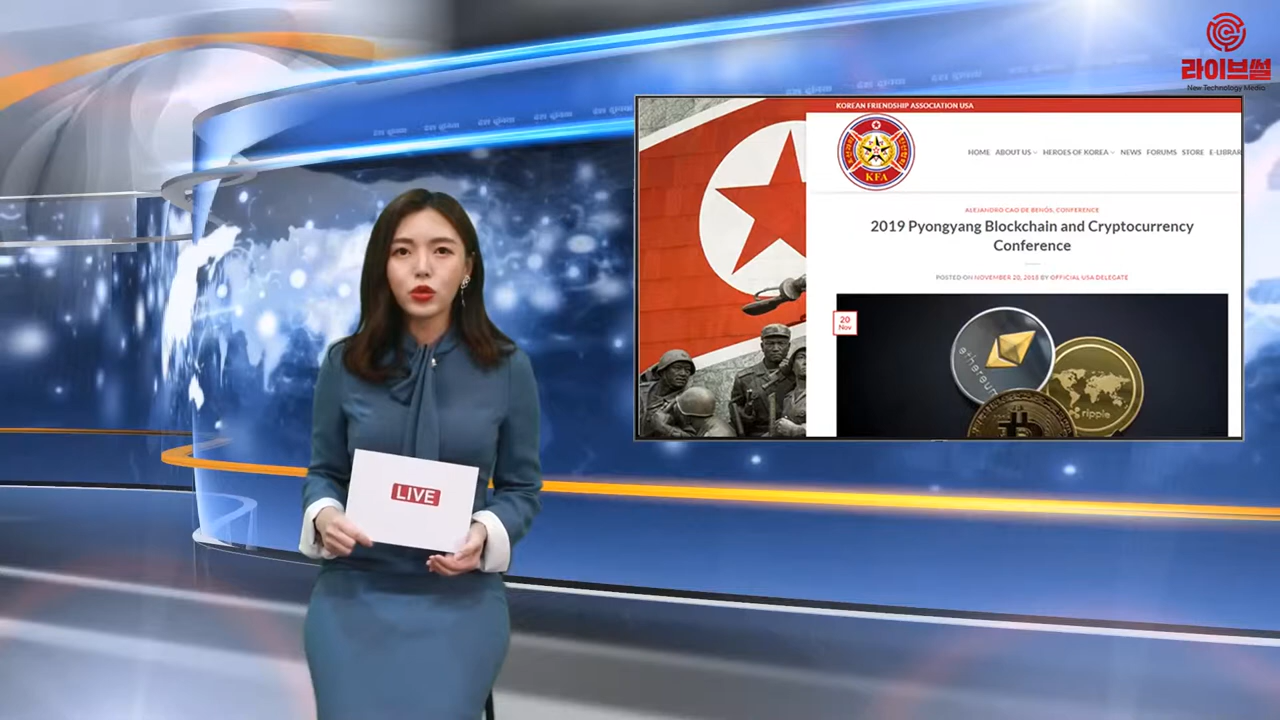 라이브썰
New Technology Media
KOREAN FRIENDSHIP ASSOCIATION USA
KFA
HOME ABOUT US HEROES OF KOREA NEWS FORUMS STORE E-LIBRAR
ALEJANDRO CAO DE BENÓS, CONFERENCE
2019 Pyongyang Blockchain and Cryptocurrency
Conference
POSTED ON NOVEMBER 20, 2018 BY OFFICIAL USA DELEGATE
20
Nov
ethereum
ripple
LIVE